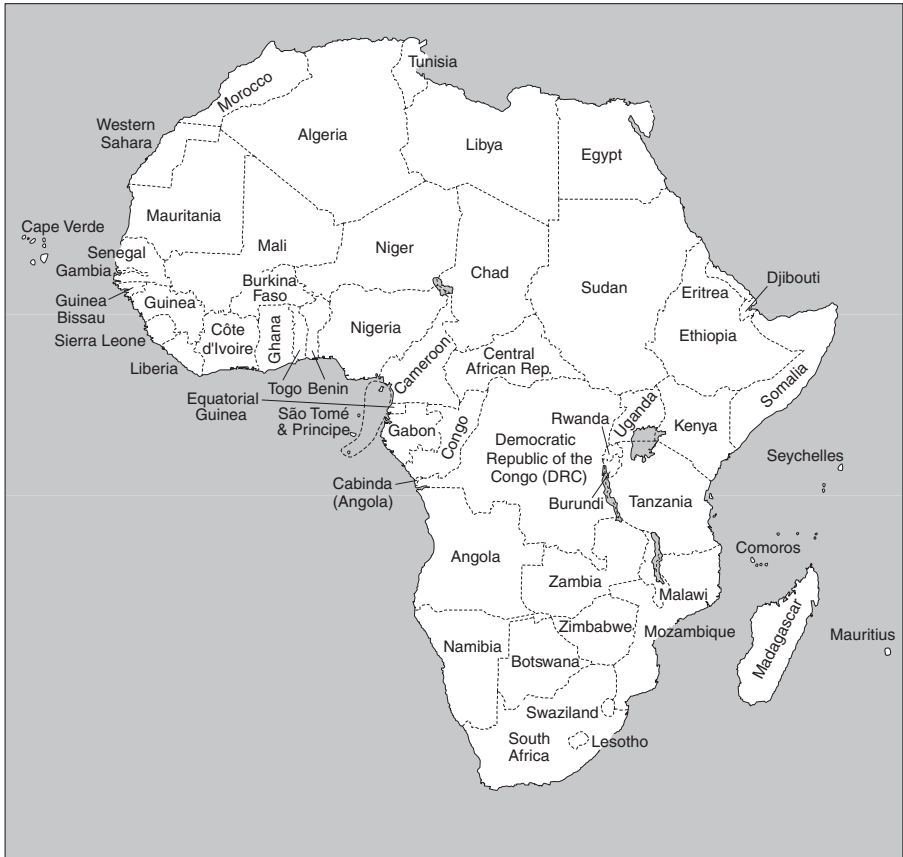 Tunisia
Morocco
Western
Sahara
Algeria
Libya
Egypt
Mauritania
Cape Verde
Mali
Niger
Senegal
Gambia
Chad
Sudan
Djibouti
Eritrea
Burkina
Faso
Guinea
Bissau
Guinea
Nigeria
Ethiopia
Sierra Leone
Côte
d'Ivoire
Ghana
Cameroon
Central
African Rep.
Somalia
Liberia
Togo
Benin
Equatorial
Guinea
São Tomé
& Principe
Gabon
Congo
Rwanda
Uganda
Kenya
Democratic
Republic of the
Congo (DRC)
Seychelles
Cabinda
(Angola)
Burundi
Tanzania
Comoros
Angola
Zambia
Malawi
Zimbabwe
Mozambique
Madagascar
Mauritius
Namibia
Botswana
Swaziland
South
Africa
Lesotho